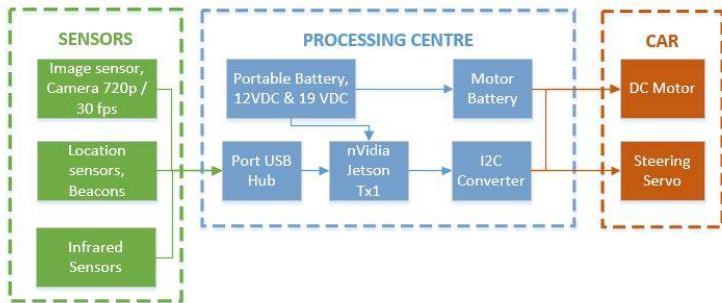 SENSORS
Image sensor,
Camera 720p /
30 fps
Location
sensors,
Beacons
Infrared
Sensors
PROCESSING CENTRE
Portable Battery,
12VDC & 19 VDC
Motor
Battery
Port USB
Hub
nVidia
Jetson
Tx1
I2C
Converter
CAR
DC Motor
Steering
Servo